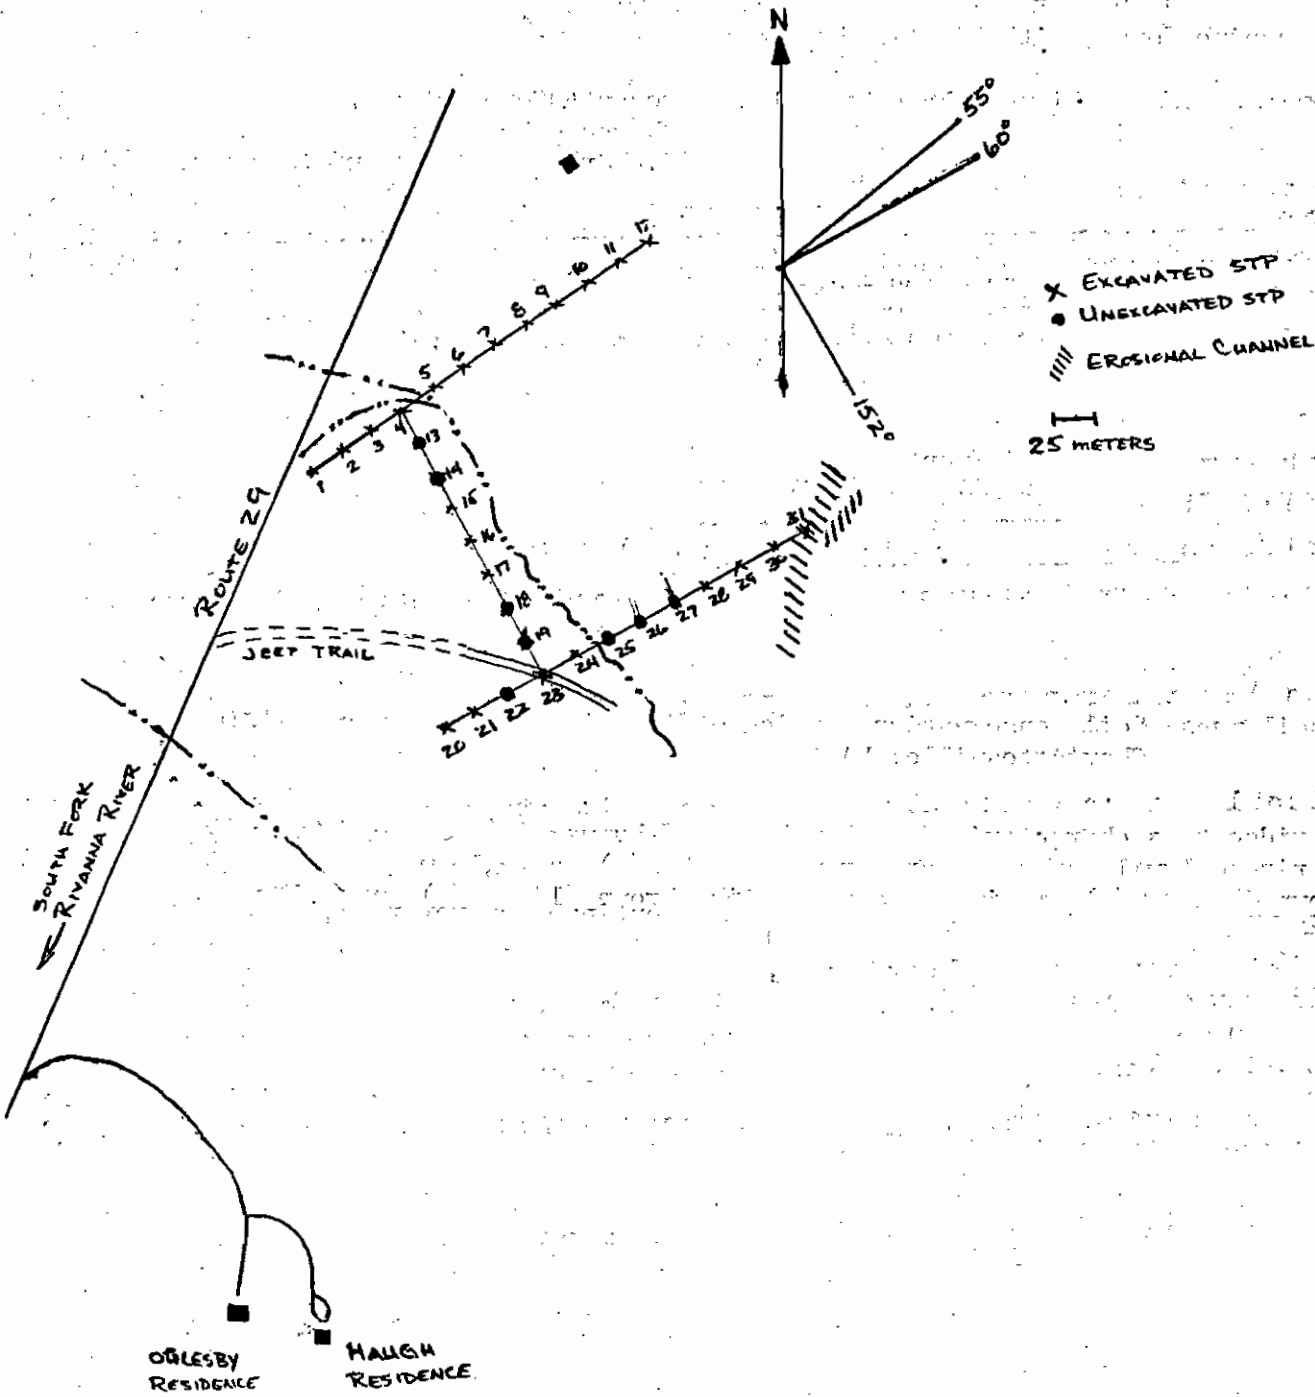 N
55°
60°
152°
x EXCAVATED STP
• UNEXCAVATED STP
EROSIONAL CHANNEL
25 METERS
12
11
10
9
8
7
6
5
4
3
2
1
13
14
15
16
17
18
19
ROUTE 29
JEEP TRAIL
31
30
29
28
27
26
25
24
23
22
21
20
SOUTH FORK
RIVANNA RIVER
OGLESBY
RESIDENCE
HAUGH
RESIDENCE